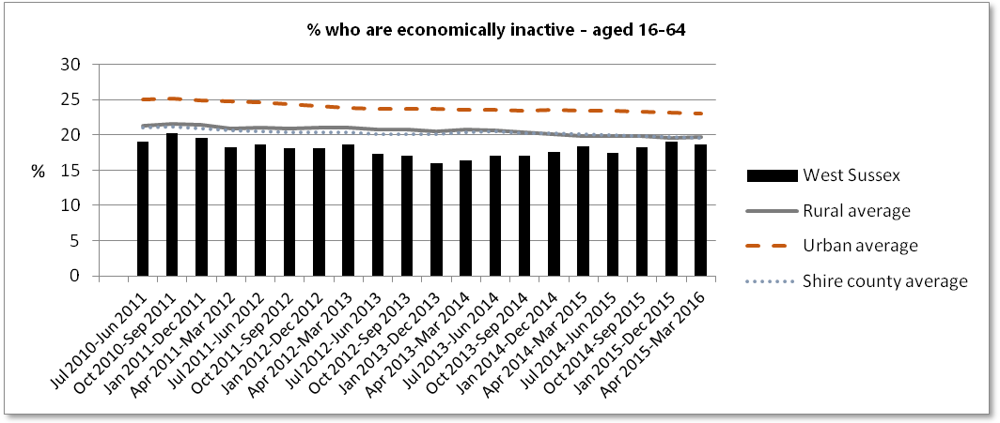 % who are economically inactive - aged 16-64
30
25
20
15
10
5
0
%
Jul 2010-Jun 2011
Oct 2010-Sep 2011
Jan 2011-Dec 2011
Apr 2011-Mar 2012
Jul 2011-Jun 2012
Oct 2011-Sep 2012
Jan 2012-Dec 2012
Apr 2012-Mar 2013
Jul 2012-Jun 2013
Oct 2012-Sep 2013
Jan 2013-Dec 2013
Apr 2013-Mar 2014
Jul 2013-Jun 2014
Oct 2013-Sep 2014
Jan 2014-Dec 2014
Apr 2014-Mar 2015
Jul 2014-Jun 2015
Oct 2014-Sep 2015
Jan 2015-Dec 2015
Apr 2015-Mar 2016
West Sussex
Rural average
Urban average
Shire county average